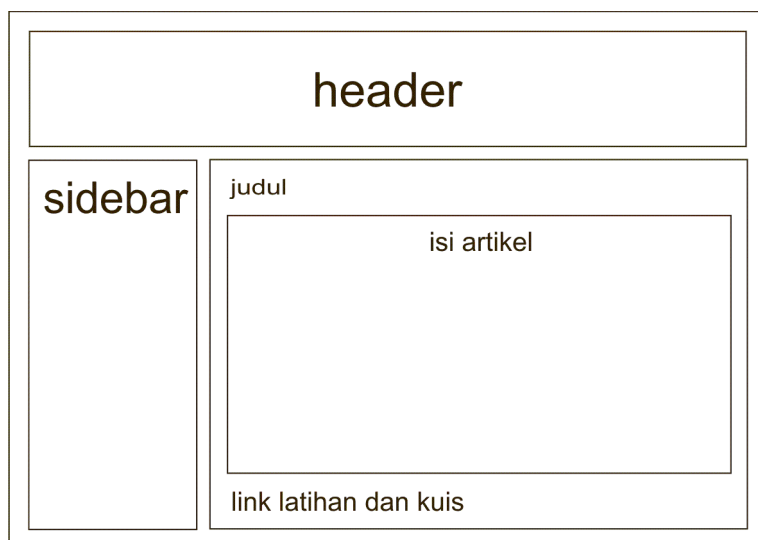 header
sidebar
judul
isi artikel
link latihan dan kuis